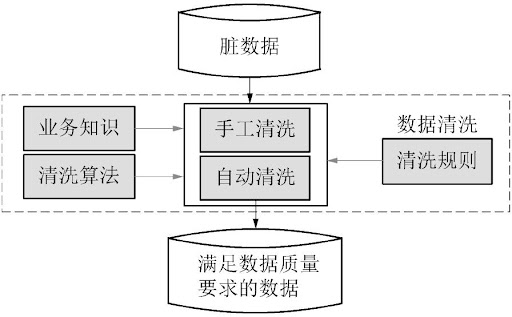 脏数据
业务知识
手工清洗
数据清洗
清洗算法
自动清洗
清洗规则
满足数据质量
要求的数据